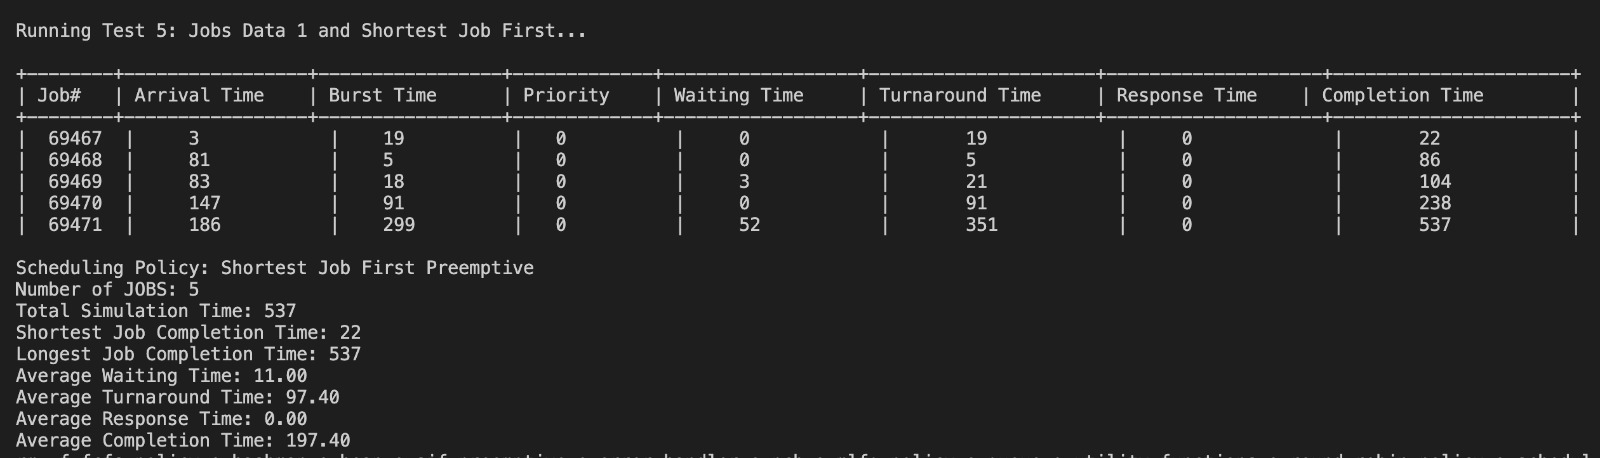 Running Test 5: Jobs Data 1 and Shortest Job First...
| Job# | Arrival Time | Burst Time | Priority | Waiting Time | Turnaround Time | Response Time | Completion Time |
| 69467 | 3 | 19 | 0 | 0 | 19 | 0 | 22 |
| 69468 | 81 | 5 | 0 | 0 | 5 | 0 | 86 |
| 69469 | 83 | 18 | 0 | 3 | 21 | 0 | 104 |
| 69470 | 147 | 91 | 0 | 0 | 91 | 0 | 238 |
| 69471 | 186 | 299 | 0 | 52 | 351 | 0 | 537 |
Scheduling Policy: Shortest Job First Preemptive
Number of JOBS: 5
Total Simulation Time: 537
Shortest Job Completion Time: 22
Longest Job Completion Time: 537
Average Waiting Time: 11.00
Average Turnaround Time: 97.40
Average Response Time: 0.00
Average Completion Time: 197.40